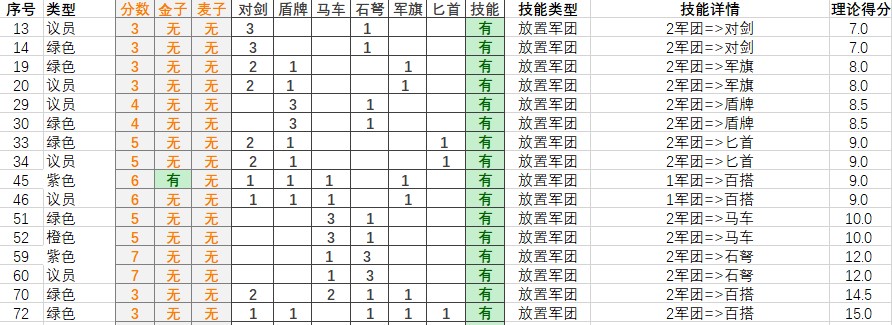 序号 类型 分数 金子 麦子 对剑 盾牌 马车 石弩 军旗 匕首 技能 技能类型 技能详情 理论得分
13 议员 3 无 无 3 1 有 放置军团 2军团=>对剑 7.0
14 绿色 3 无 无 3 1 有 放置军团 2军团=>对剑 7.0
19 绿色 3 无 无 2 1 1 有 放置军团 2军团=>军旗 8.0
20 议员 3 无 无 2 1 1 有 放置军团 2军团=>军旗 8.0
29 议员 4 无 无 3 1 有 放置军团 2军团=>盾牌 8.5
30 绿色 4 无 无 3 1 有 放置军团 2军团=>盾牌 8.5
33 绿色 5 无 无 2 1 1 有 放置军团 2军团=>匕首 9.0
34 议员 5 无 无 2 1 1 有 放置军团 2军团=>匕首 9.0
45 紫色 6 有 无 1 1 1 1 有 放置军团 1军团=>百搭 9.0
46 议员 6 无 无 1 1 1 1 有 放置军团 1军团=>百搭 9.0
51 绿色 5 无 无 3 1 有 放置军团 2军团=>马车 10.0
52 橙色 5 无 无 3 1 有 放置军团 2军团=>马车 10.0
59 紫色 7 无 无 1 3 有 放置军团 2军团=>石弩 12.0
60 议员 7 无 无 1 3 有 放置军团 2军团=>石弩 12.0
70 绿色 3 无 无 2 2 1 1 有 放置军团 2军团=>百搭 14.5
72 绿色 3 无 无 1 1 1 1 1 有 放置军团 2军团=>百搭 15.0